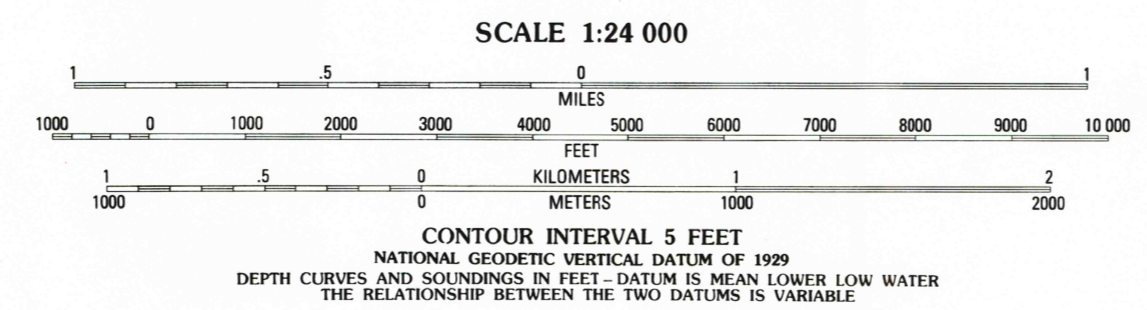 SCALE 1:24 000
1 .5 0 1
MILES
1000 0 1000 2000 3000 4000 5000 6000 7000 8000 9000 10 000
FEET
1 .5 0 KILOMETERS 1 2
1000 0 METERS 1000 2000
CONTOUR INTERVAL 5 FEET
NATIONAL GEODETIC VERTICAL DATUM OF 1929
DEPTH CURVES AND SOUNDINGS IN FEET – DATUM IS MEAN LOWER LOW WATER
THE RELATIONSHIP BETWEEN THE TWO DATUMS IS VARIABLE